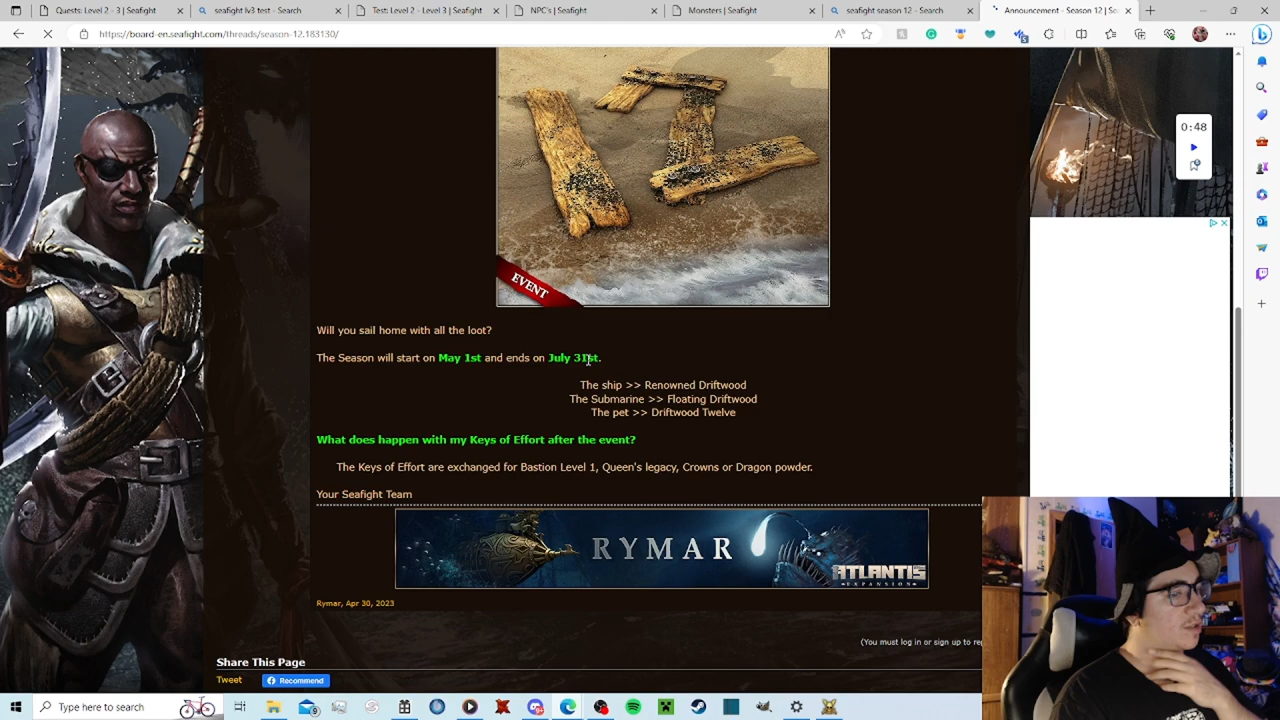 Quests: Level 2 | Seafight
seafight lv3 test - Search
Tests: Level 2 - Level 3 | Seafight
NPC's | Seafight
Monsters | Seafight
seafight season 12 - Search
Announcement - Season 12 | Se
https://board-en.seafight.com/threads/season-12.183130/
0:48
EVENT
Will you sail home with all the loot?
The Season will start on May 1st and ends on July 31st.
The ship >> Renowned Driftwood
The Submarine >> Floating Driftwood
The pet >> Driftwood Twelve
What does happen with my Keys of Effort after the event?
The Keys of Effort are exchanged for Bastion Level 1, Queen's legacy, Crowns or Dragon powder.
Your Seafight Team
RYMAR
ATLANTIS
EXPANSION
Rymar, Apr 30, 2023
(You must log in or sign up to rep
Share This Page
Tweet
Recommend
Type here to search